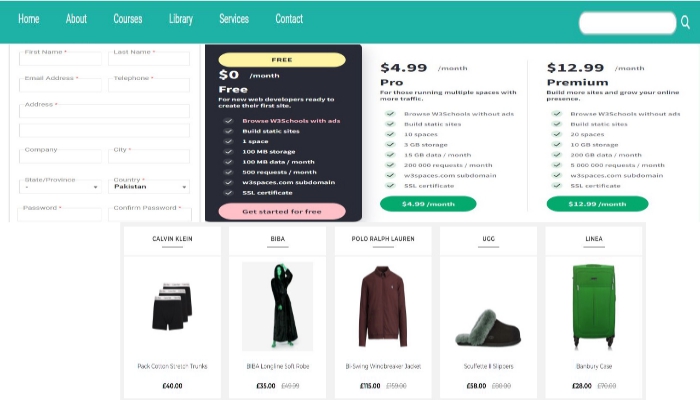 Home About Courses Library Services Contact
First Name * Last Name *
Email Address * Telephone *
Address *
Company City *
State/Province Country *
- Pakistan
Password * Confirm Password *
FREE
$0 /month
Free
For new web developers ready to
create their first site.
Browse W3Schools with ads
Build static sites
1 space
100 MB storage
100 MB data / month
500 requests / month
w3spaces.com subdomain
SSL certificate
Get started for free
$4.99 /month
Pro
For those running multiple spaces with
more traffic.
Browse W3Schools without ads
Build static sites
10 spaces
3 GB storage
15 GB data / month
200 000 requests / month
w3spaces.com subdomain
SSL certificate
$4.99 /month
$12.99 /month
Premium
Build more sites and grow your online
presence.
Browse W3Schools without ads
Build static sites
20 spaces
10 GB storage
200 GB data / month
5 000 000 requests / month
w3spaces.com subdomain
SSL certificate
$12.99 /month
CALVIN KLEIN
Pack Cotton Stretch Trunks
£40.00
BIBA
BIBA Longline Soft Robe
£35.00 £49.99
POLO RALPH LAUREN
Bi-Swing Windbreaker Jacket
£115.00 £159.00
UGG
Scuffette II Slippers
£58.00 £80.00
LINEA
Banbury Case
£28.00 £70.00